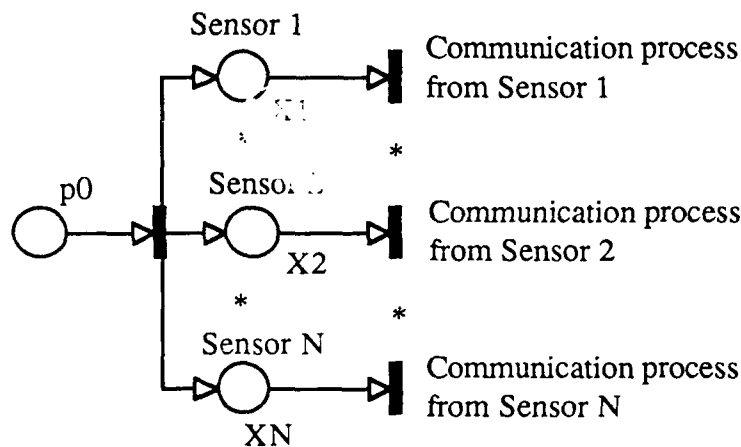 Sensor 1
Communication process
from Sensor 1
*
*
p0
Sensor
Communication process
from Sensor 2
X2
*
*
Sensor N
Communication process
from Sensor N
XN